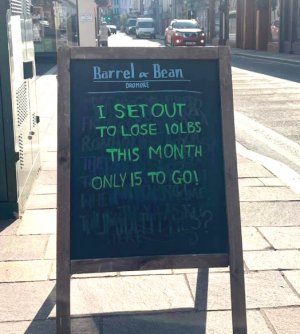 Barrel & Bean
DROMORE
I SET OUT
TO LOSE 10LBS
THIS MONTH
ONLY 15 TO GO!